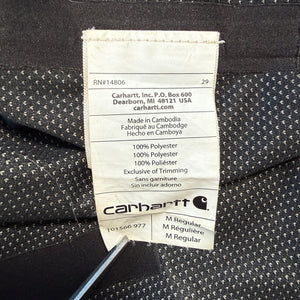 RN#14806 29
Carhartt, Inc. P.O. Box 600
Dearborn, MI 48121 USA
carhartt.com
Made in Cambodia
Fabriqué au Cambodge
Hecho en Camboya
100% Polyester
100% Polyester
100% Poliéster
Exclusive of Trimming
Sans garniture
Sin incluir adorno
carhartt
101560 977
M Regular
M Régulière
M Regular